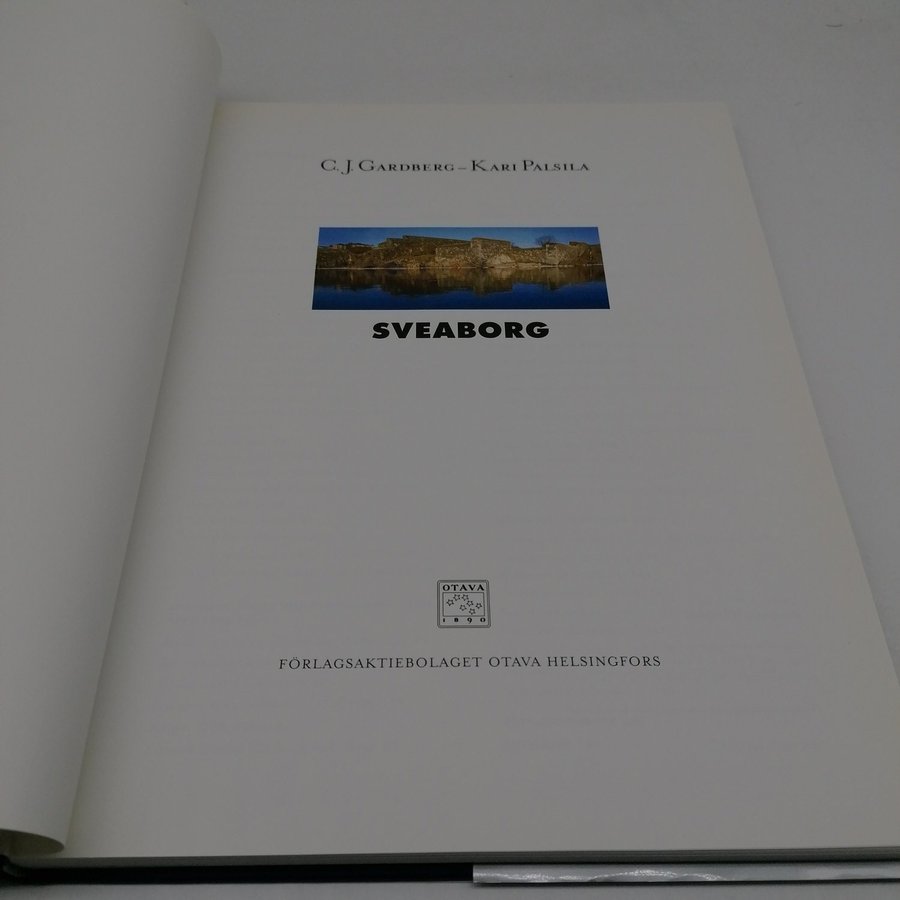 C. J. GARDBERG – KARI PALSILA
SVEABORG
OTAVA
1890
FÖRLAGSAKTIEBOLAGET OTAVA HELSINGFORS